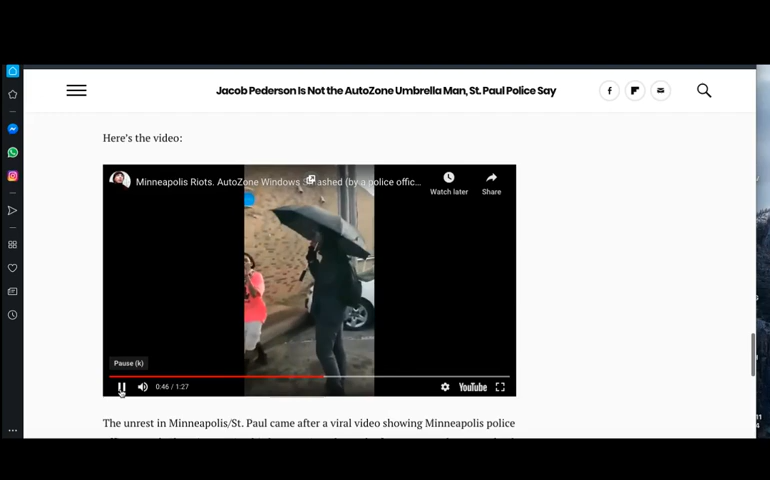 Jacob Pederson Is Not the AutoZone Umbrella Man, St. Paul Police Say
Here's the video:
Minneapolis Riots. AutoZone Windows ashed (by a police offic...
Watch later
Share
Pause (k)
0:46 / 1:27
YouTube
The unrest in Minneapolis/St. Paul came after a viral video showing Minneapolis police